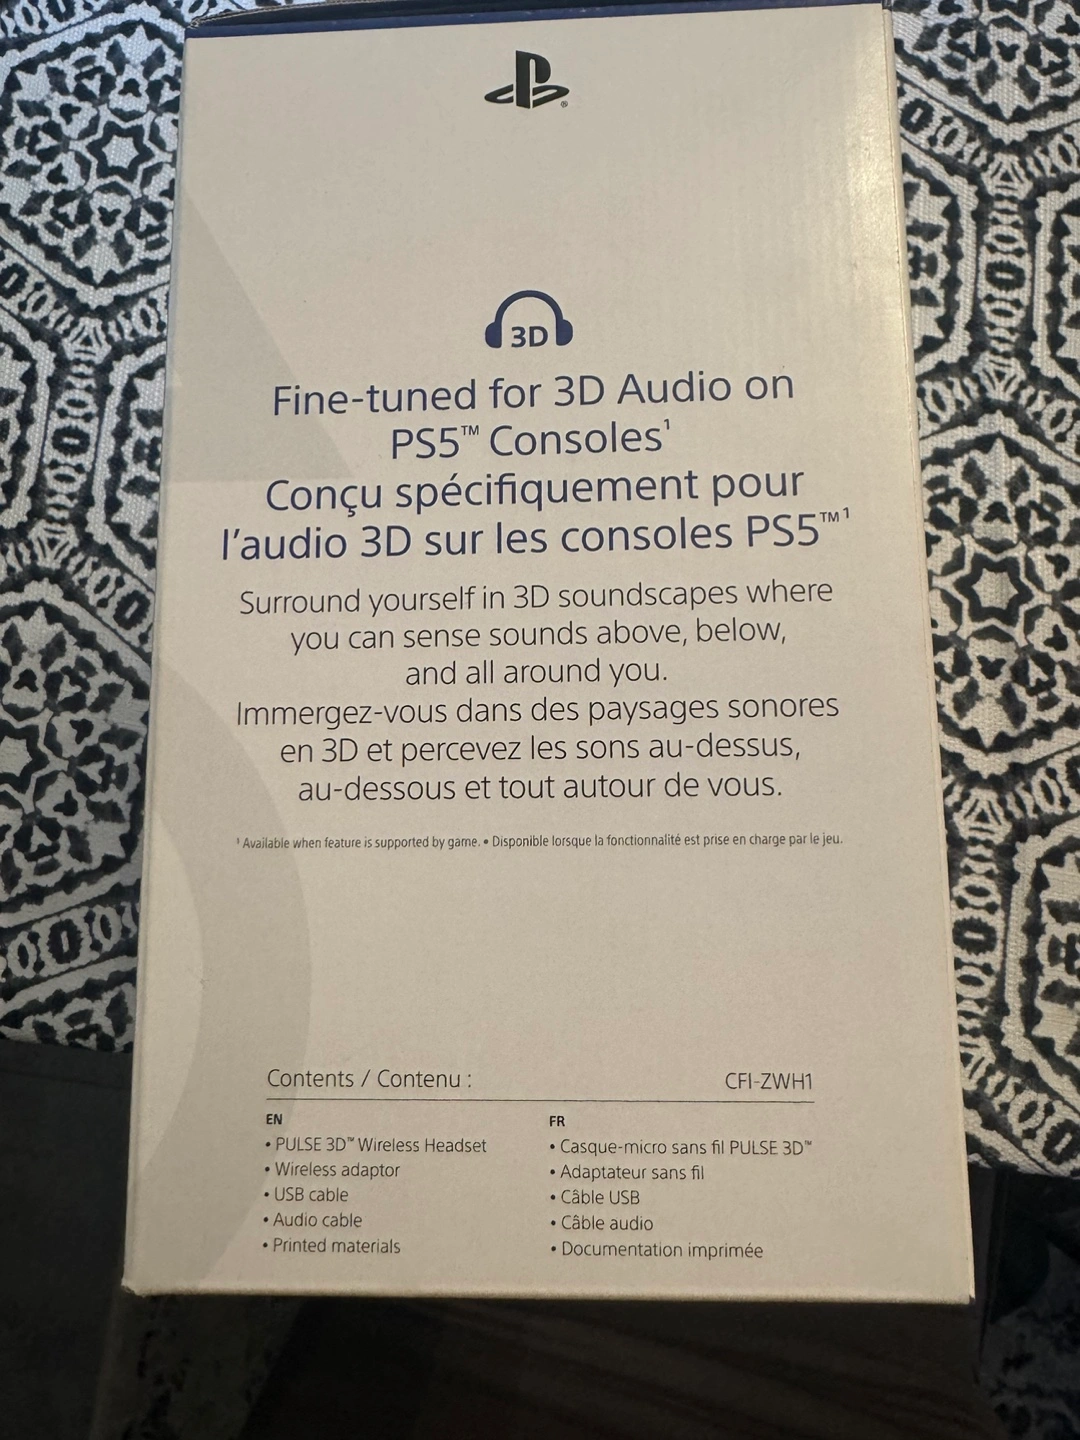 ®
3D
Fine-tuned for 3D Audio on
PS5™ Consoles¹
Conçu spécifiquement pour
l'audio 3D sur les consoles PS5™¹
Surround yourself in 3D soundscapes where
you can sense sounds above, below,
and all around you.
Immergez-vous dans des paysages sonores
en 3D et percevez les sons au-dessus,
au-dessous et tout autour de vous.
¹ Available when feature is supported by game. • Disponible lorsque la fonctionnalité est prise en charge par le jeu.
Contents / Contenu : CFI-ZWH1
EN
• PULSE 3D™ Wireless Headset
• Wireless adaptor
• USB cable
• Audio cable
• Printed materials
FR
• Casque-micro sans fil PULSE 3D™
• Adaptateur sans fil
• Câble USB
• Câble audio
• Documentation imprimée